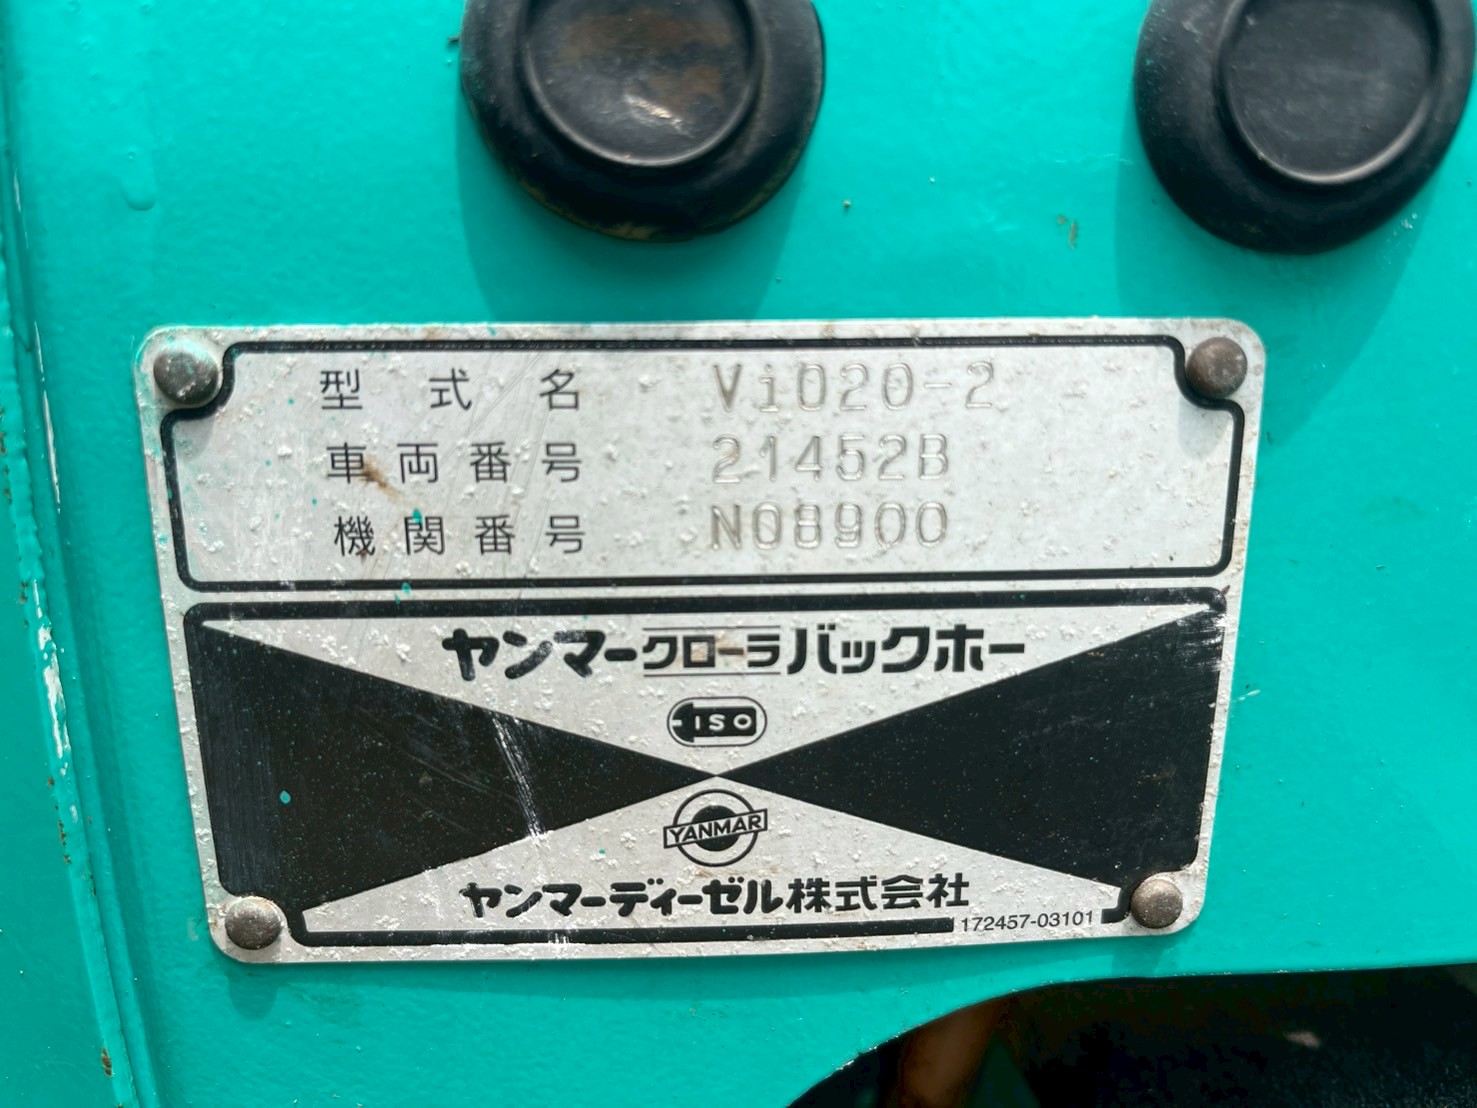 型式名 ViO20-2
車両番号 21452B
機関番号 N08900
ヤンマークローラバックホー
ISO
YANMAR
ヤンマーディーゼル株式会社
172457-03101